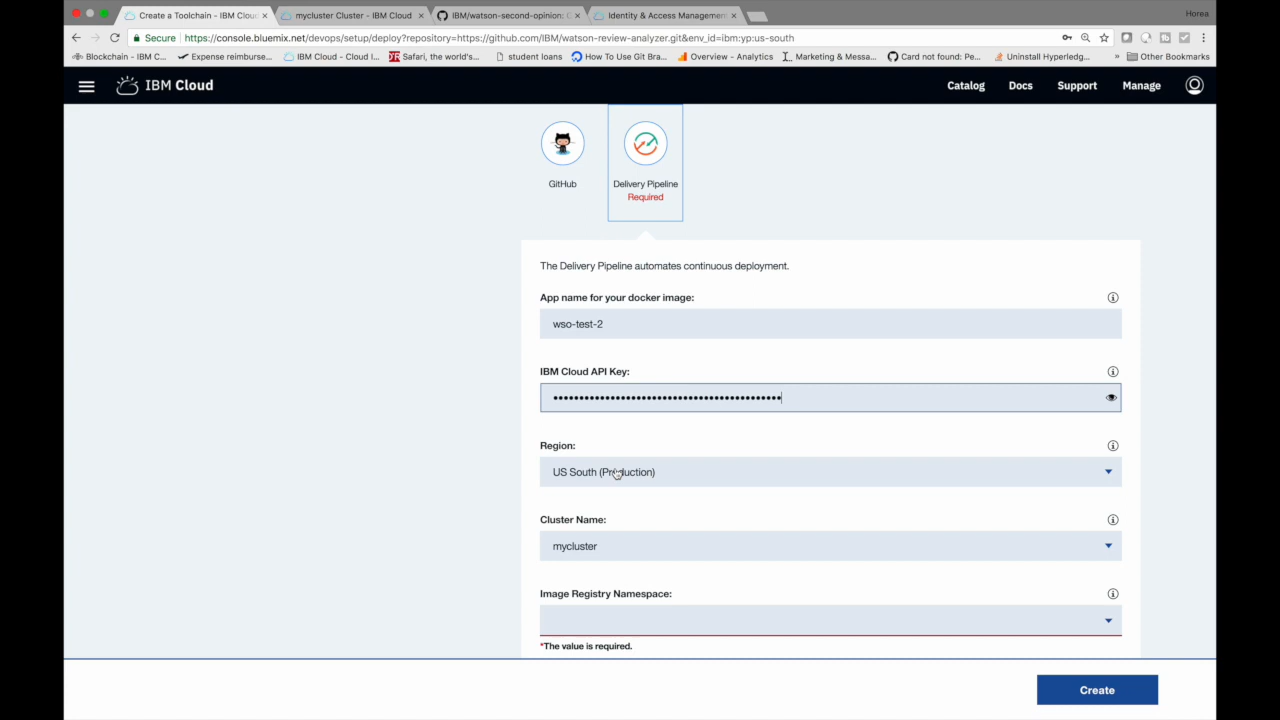 Create a Toolchain - IBM Clou
mycluster Cluster - IBM Cloud
IBM/watson-second-opinion:
Identity & Access Managemen
Horea
Secure
https://console.bluemix.net/devops/setup/deploy?repository=https://github.com/IBM/watson-review-analyzer.git&env_id=ibm:yp:us-south
Blockchain – IBM C...
Expense reimburse...
IBM Cloud - Cloud i...
Safari, the world's...
student loans
How To Use Git Bra...
Overview - Analytics
Marketing & Messa...
Card not found: Pe...
Uninstall Hyperledg...
»
Other Bookmarks
IBM Cloud
Catalog
Docs
Support
Manage
GitHub
Delivery Pipeline
Required
The Delivery Pipeline automates continuous deployment.
App name for your docker image:
wso-test-2
IBM Cloud API Key:
Region:
US South (Production)
Cluster Name:
mycluster
Image Registry Namespace:
*The value is required.
Create